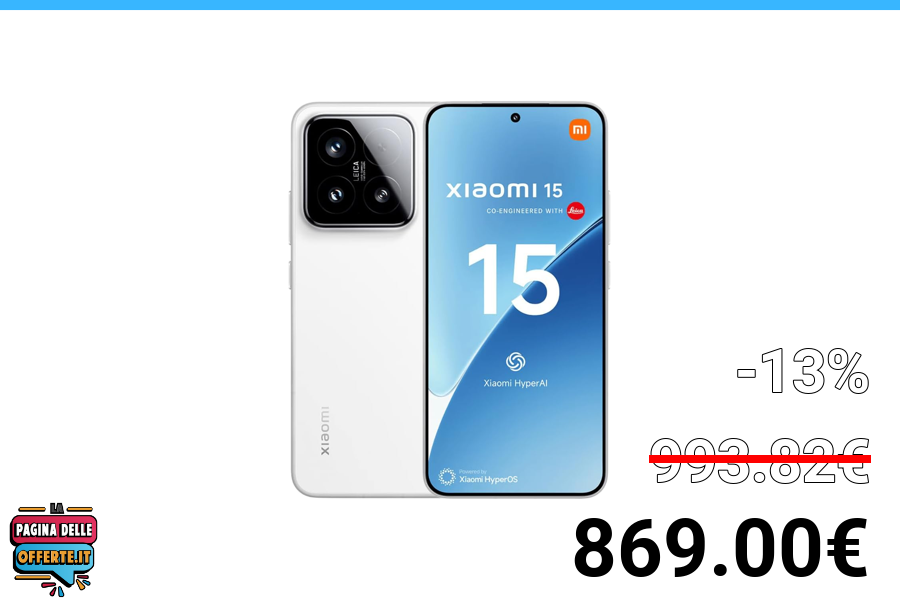 LEICA
xiaomi
xiaomi 15
CO-ENGINEERED WITH Leica
15
Xiaomi HyperAI
Powered by
Xiaomi HyperOS
-13%
993.82€
869.00€
LA
PAGINA DELLE
OFFERTE.IT